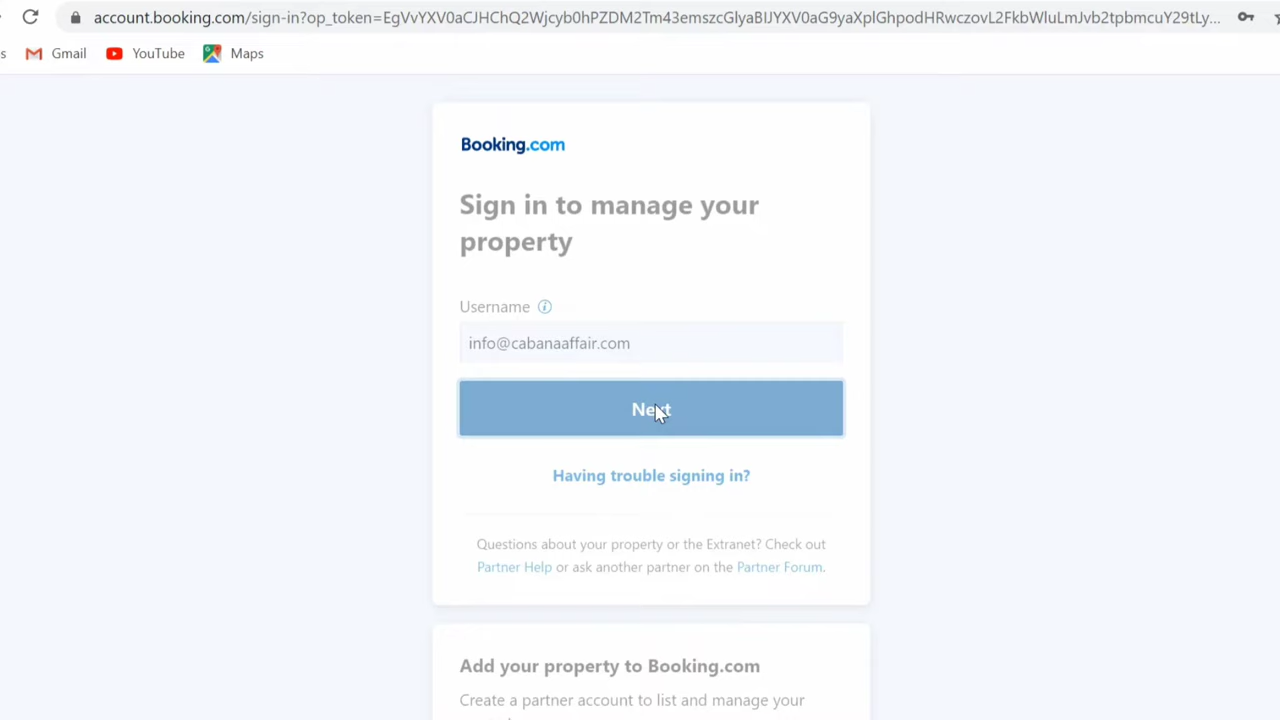 account.booking.com/sign-in?op_token=EgVvYXV0aCJHChQ2Wjcyb0hPZDM2Tm43emszcGlyaBIJYXV0aG9yaXplGhpodHRwczovL2FkbWluLmJvb2tpbmcuY29tLy...
s Gmail YouTube Maps
Booking.com
Sign in to manage your
property
Username
info@cabanaaffair.com
Next
Having trouble signing in?
Questions about your property or the Extranet? Check out
Partner Help or ask another partner on the Partner Forum.
Add your property to Booking.com
Create a partner account to list and manage your